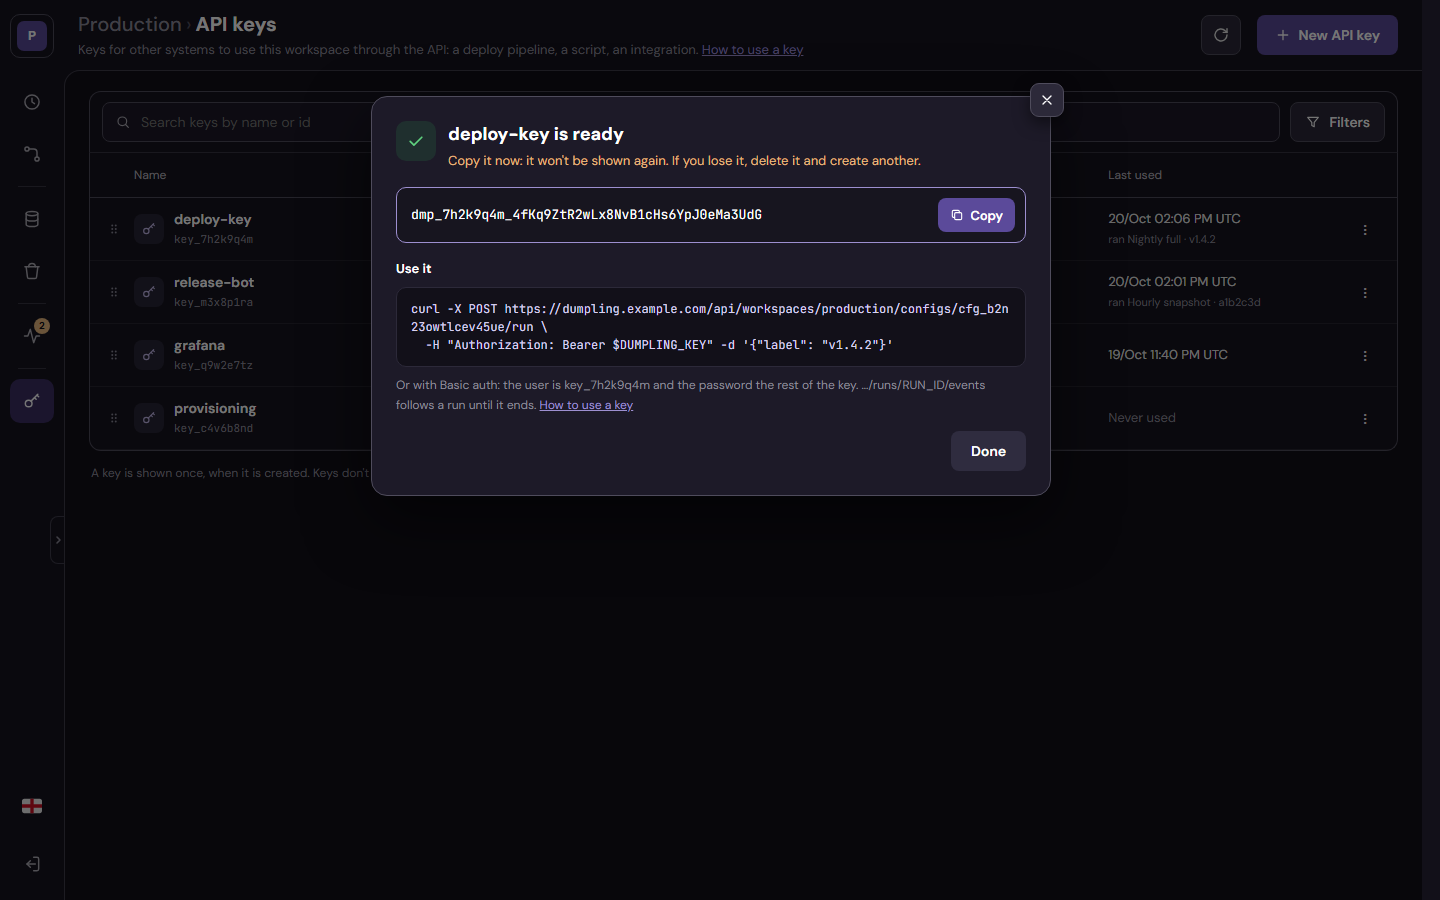 P
Production › API keys
Keys for other systems to use this workspace through the API: a deploy pipeline, a script, an integration. How to use a key
New API key
Search keys by name or id
Filters
Name
Last used
deploy-key
key_7h2k9q4m
20/Oct 02:06 PM UTC
ran Nightly full · v1.4.2
release-bot
key_m3x8p1ra
20/Oct 02:01 PM UTC
ran Hourly snapshot · a1b2c3d
2
grafana
key_q9w2e7tz
19/Oct 11:40 PM UTC
provisioning
key_c4v6b8nd
Never used
A key is shown once, when it is created. Keys don't
deploy-key is ready
Copy it now: it won't be shown again. If you lose it, delete it and create another.
dmp_7h2k9q4m_4fKq9ZtR2wLx8NvB1cHs6YpJ0eMa3UdG
Copy
Use it
curl -X POST https://dumpling.example.com/api/workspaces/production/configs/cfg_b2n
23owtlcev45ue/run \
-H "Authorization: Bearer $DUMPLING_KEY" -d '{"label": "v1.4.2"}'
Or with Basic auth: the user is key_7h2k9q4m and the password the rest of the key. …/runs/RUN_ID/events
follows a run until it ends. How to use a key
Done